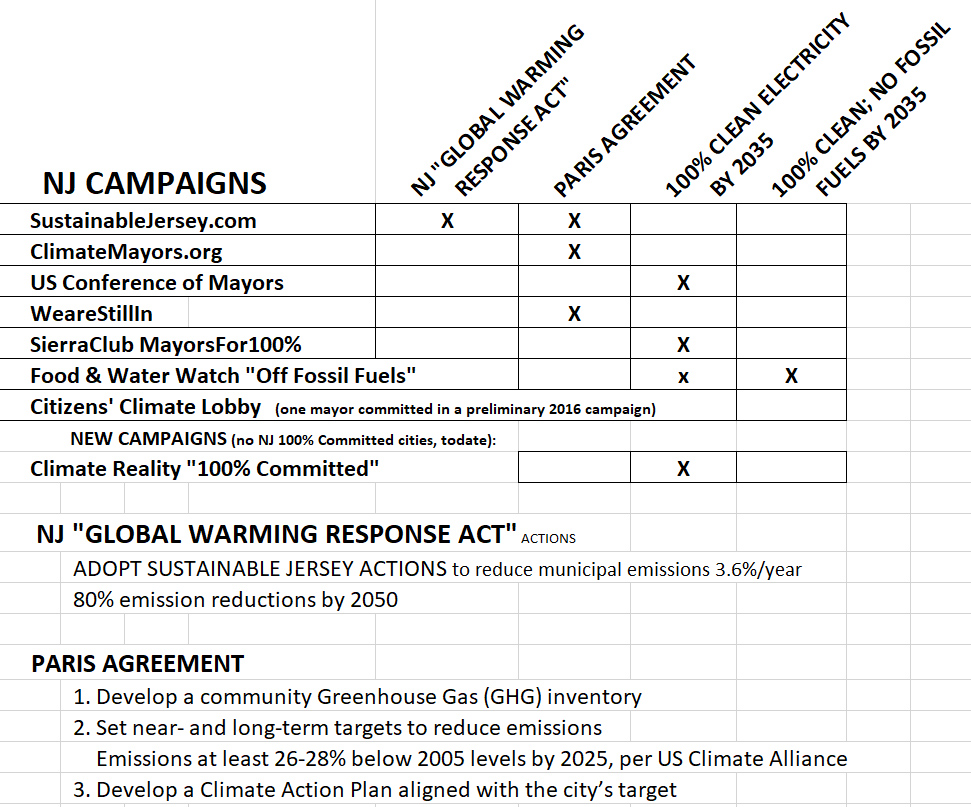 NJ "GLOBAL WARMING
RESPONSE ACT"
PARIS AGREEMENT
100% CLEAN ELECTRICITY
BY 2035
100% CLEAN; NO FOSSIL
FUELS BY 2035
NJ CAMPAIGNS
SustainableJersey.com X X
ClimateMayors.org X
US Conference of Mayors X
WeareStillIn X
SierraClub MayorsFor100% X
Food & Water Watch "Off Fossil Fuels" x X
Citizens' Climate Lobby (one mayor committed in a preliminary 2016 campaign)
NEW CAMPAIGNS (no NJ 100% Committed cities, todate):
Climate Reality "100% Committed" X
NJ "GLOBAL WARMING RESPONSE ACT" ACTIONS
ADOPT SUSTAINABLE JERSEY ACTIONS to reduce municipal emissions 3.6%/year
80% emission reductions by 2050
PARIS AGREEMENT
1. Develop a community Greenhouse Gas (GHG) inventory
2. Set near- and long-term targets to reduce emissions
Emissions at least 26-28% below 2005 levels by 2025, per US Climate Alliance
3. Develop a Climate Action Plan aligned with the city’s target